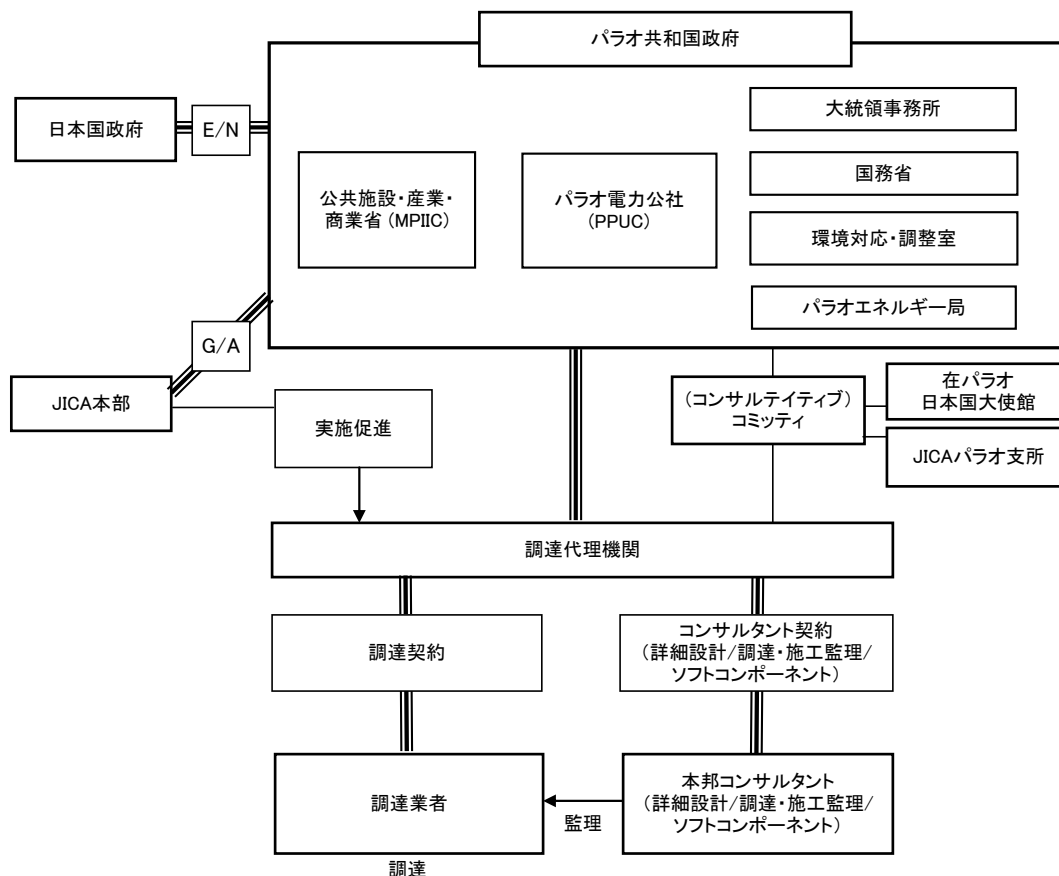 パラオ共和国政府
日本国政府
E/N
大統領事務所
公共施設・産業・
商業省 (MPIIC)
パラオ電力公社
(PPUC)
国務省
環境対応・調整室
パラオエネルギー局
G/A
JICA本部
実施促進
(コンサルテイティブ)
コミッティ
在パラオ
日本国大使館
JICAパラオ支所
調達代理機関
調達契約
コンサルタント契約
(詳細設計/調達・施工監理/
ソフトコンポーネント)
調達業者
監理
本邦コンサルタント
(詳細設計/調達・施工監理/
ソフトコンポーネント)
調達